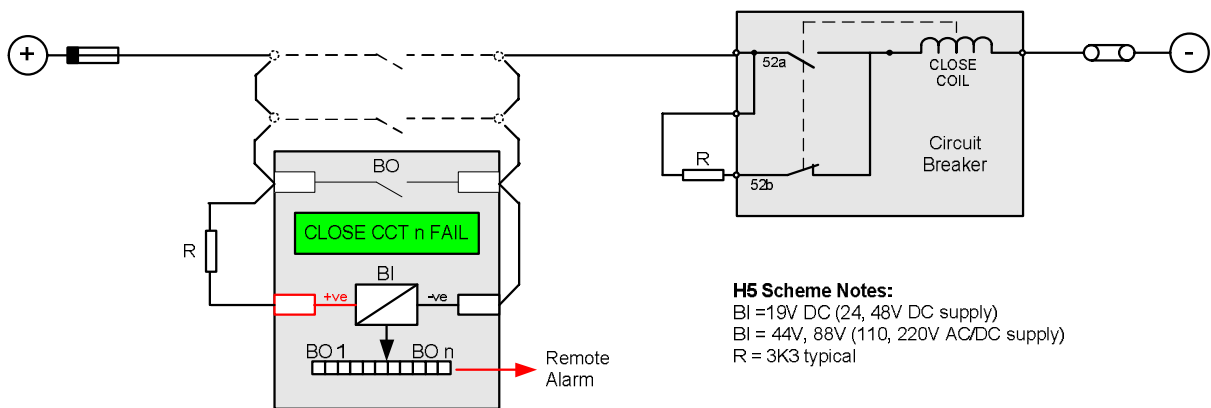 +
-
52a
CLOSE
COIL
R
52b
Circuit
Breaker
BO
CLOSE CCT n FAIL
R
BI
+ve
-ve
BO 1
BO n
Remote
Alarm
H5 Scheme Notes:
BI =19V DC (24, 48V DC supply)
BI = 44V, 88V (110, 220V AC/DC supply)
R = 3K3 typical